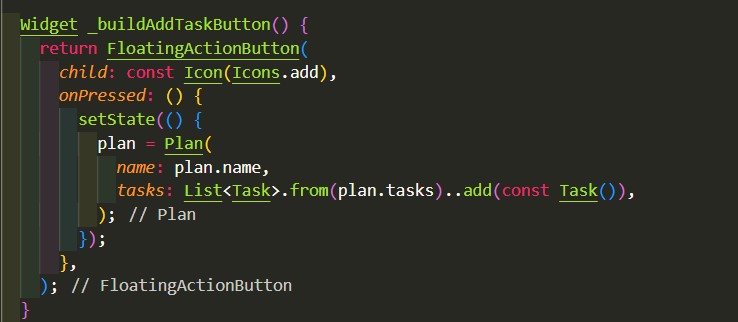 Widget _buildAddTaskButton() {
  return FloatingActionButton(
    child: const Icon(Icons.add),
    onPressed: () {
      setState(() {
        plan = Plan(
          name: plan.name,
          tasks: List<Task>.from(plan.tasks)..add(const Task()),
        ); // Plan
      });
    },
  ); // FloatingActionButton
}